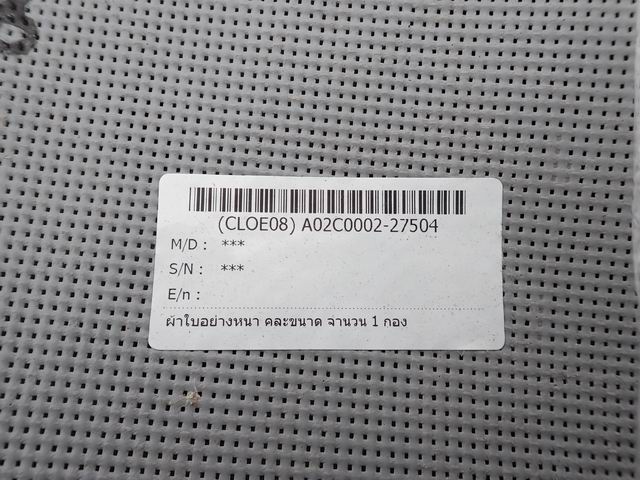 (CLOE08) A02C0002-27504
M/D : ***
S/N : ***
E/n :
ผ้าใบอย่างหนา คละขนาด จำนวน 1 กอง